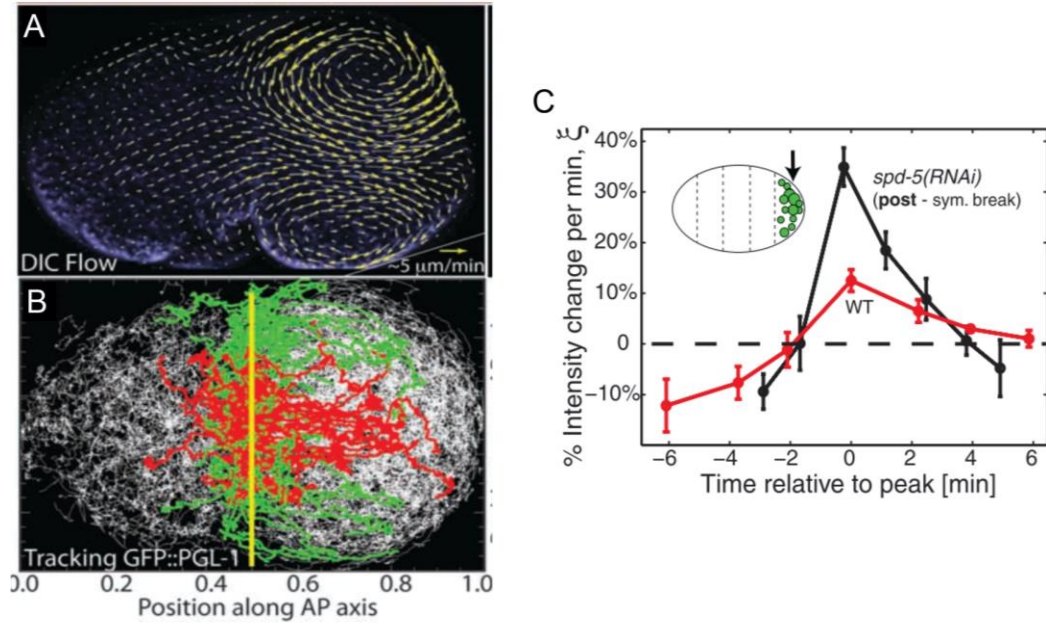 A
DIC Flow
~5 μm/min
B
Tracking GFP::PGL-1
0.0 0.2 0.4 0.6 0.8 1.0
Position along AP axis
C
% Intensity change per min, ξ
40%
30%
20%
10%
0
−10%
spd-5(RNAi)
(post - sym. break)
WT
−6 −4 −2 0 2 4 6
Time relative to peak [min]